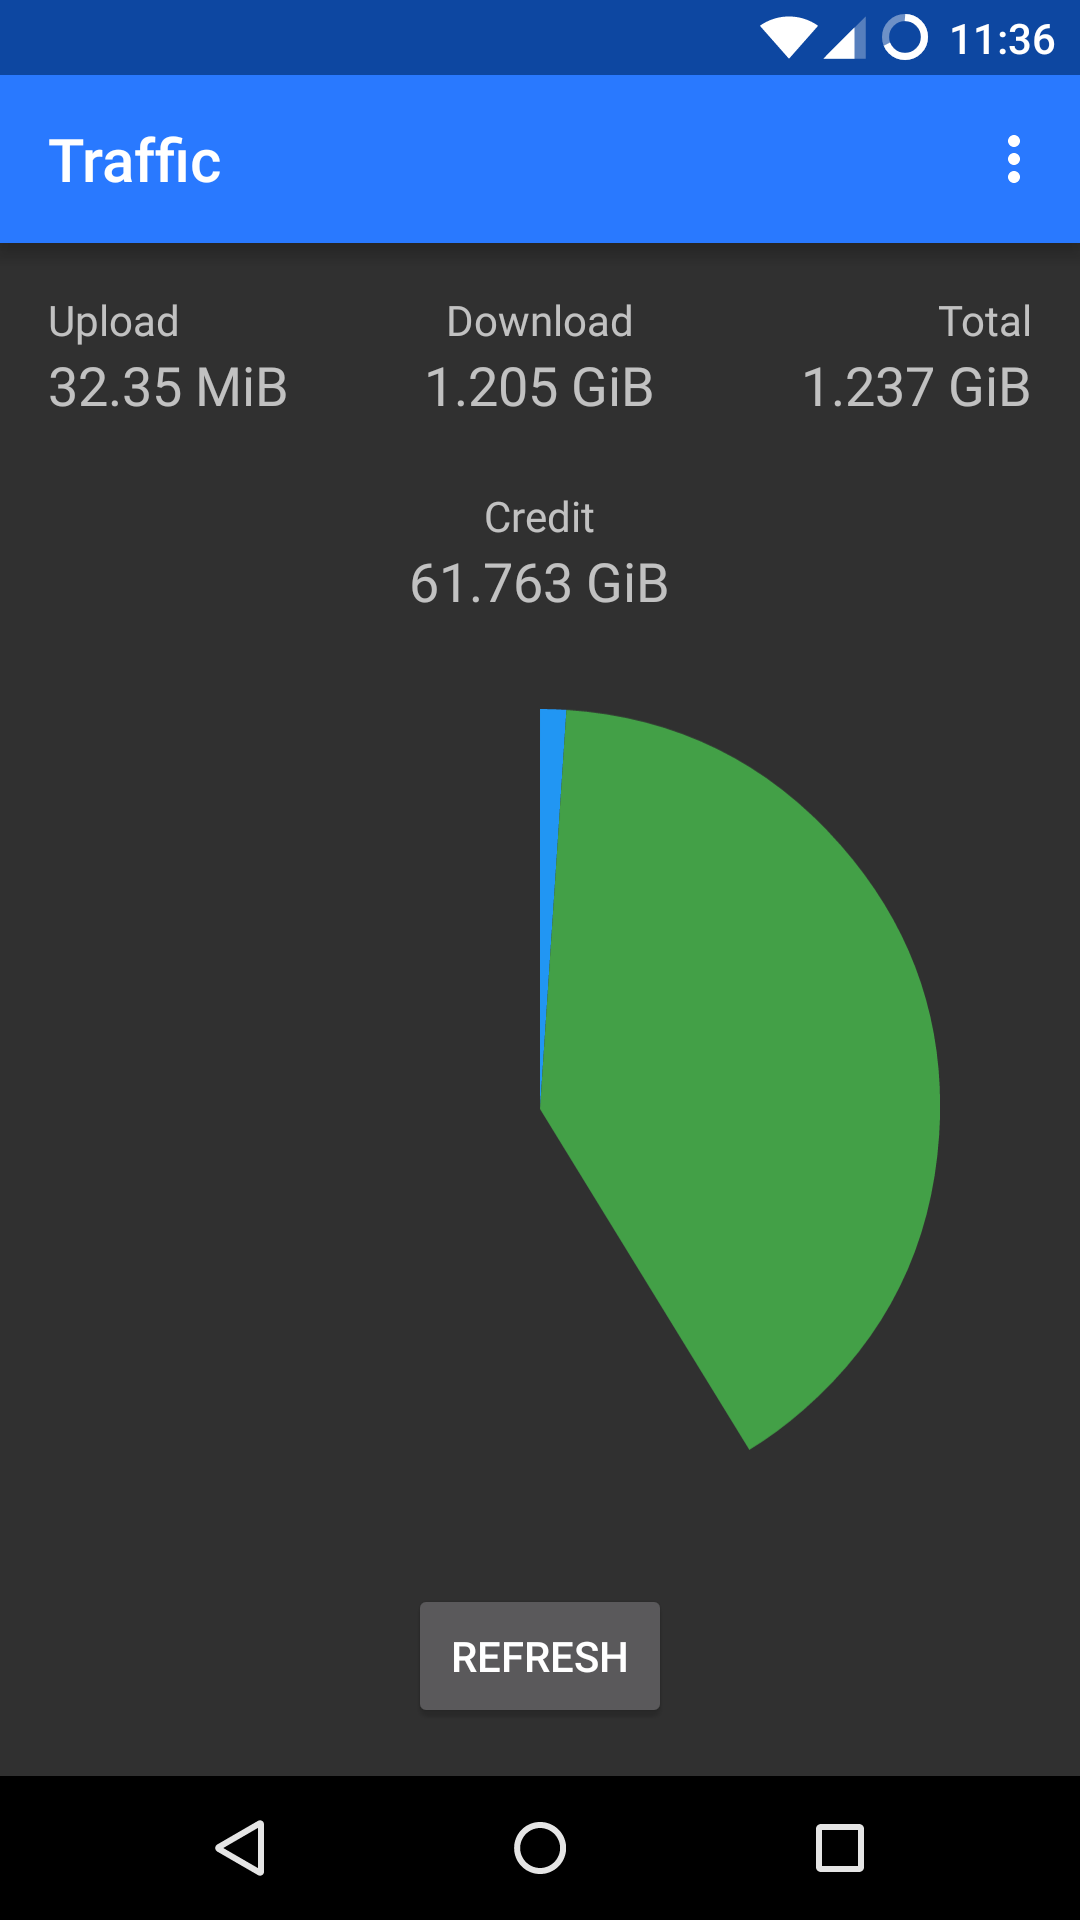 11:36
Traffic
Upload Download Total
32.35 MiB 1.205 GiB 1.237 GiB
Credit
61.763 GiB
REFRESH